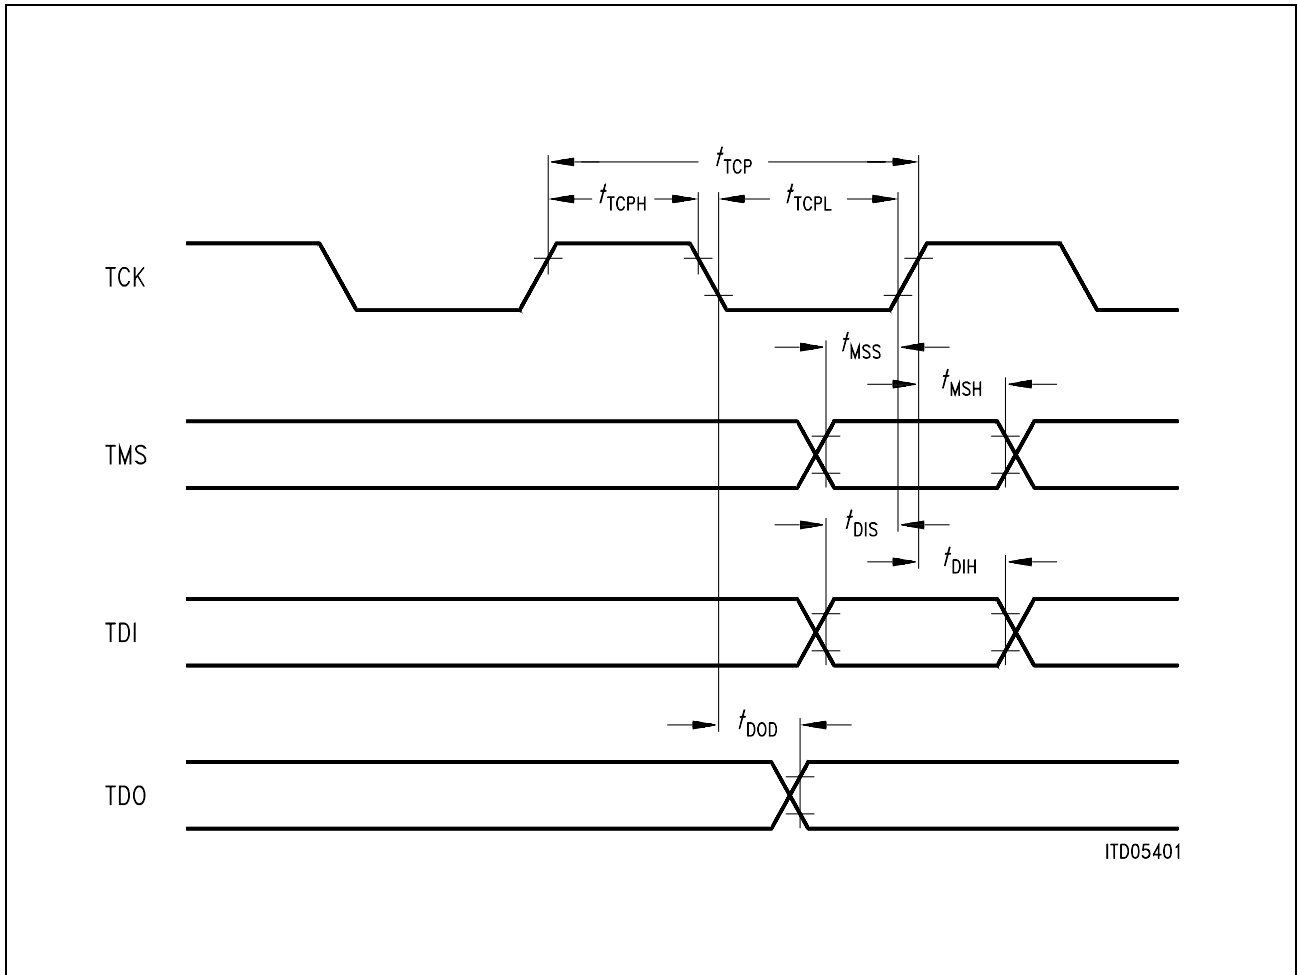 tTCP
tTCPH
tTCPL
TCK
tMSS
tMSH
TMS
tDIS
tDIH
TDI
tDOD
TDO
ITD05401